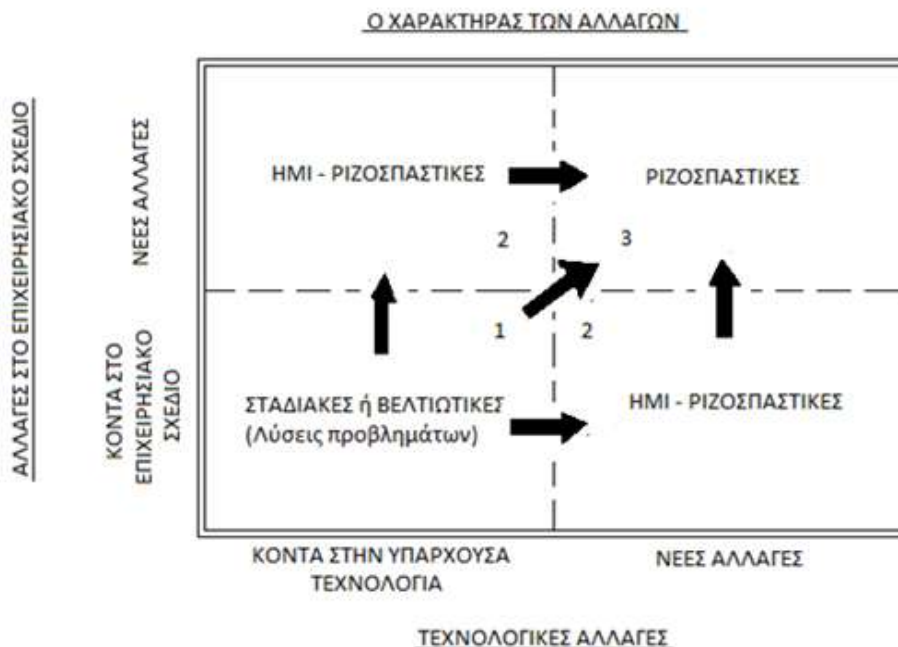 Ο ΧΑΡΑΚΤΗΡΑΣ ΤΩΝ ΑΛΛΑΓΩΝ
ΑΛΛΑΓΕΣ ΣΤΟ ΕΠΙΧΕΙΡΗΣΙΑΚΟ ΣΧΕΔΙΟ
ΝΕΕΣ ΑΛΛΑΓΕΣ
ΗΜΙ - ΡΙΖΟΣΠΑΣΤΙΚΕΣ
ΡΙΖΟΣΠΑΣΤΙΚΕΣ
2
3
1
2
ΚΟΝΤΑ ΣΤΟ
ΕΠΙΧΕΙΡΗΣΙΑΚΟ
ΣΧΕΔΙΟ
ΣΤΑΔΙΑΚΕΣ ή ΒΕΛΤΙΩΤΙΚΕΣ
(Λύσεις προβλημάτων)
ΗΜΙ - ΡΙΖΟΣΠΑΣΤΙΚΕΣ
ΚΟΝΤΑ ΣΤΗΝ ΥΠΑΡΧΟΥΣΑ
ΤΕΧΝΟΛΟΓΙΑ
ΝΕΕΣ ΑΛΛΑΓΕΣ
ΤΕΧΝΟΛΟΓΙΚΕΣ ΑΛΛΑΓΕΣ